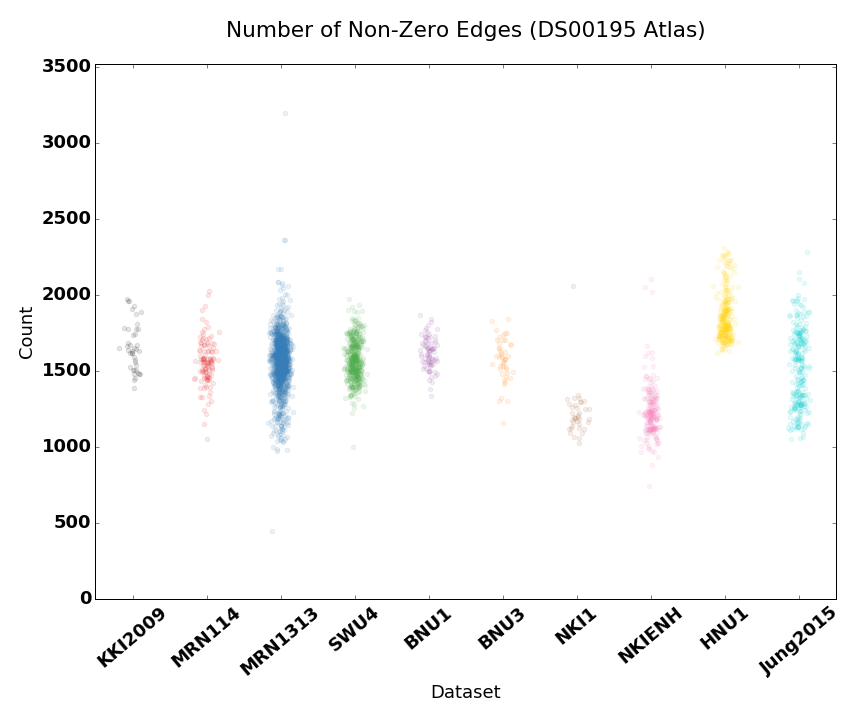 Number of Non-Zero Edges (DS00195 Atlas)
3500
3000
2500
2000
1500
1000
500
0
Count
KKI2009
MRN114
MRN1313
SWU4
BNU1
BNU3
NKI1
NKIENH
HNU1
Jung2015
Dataset